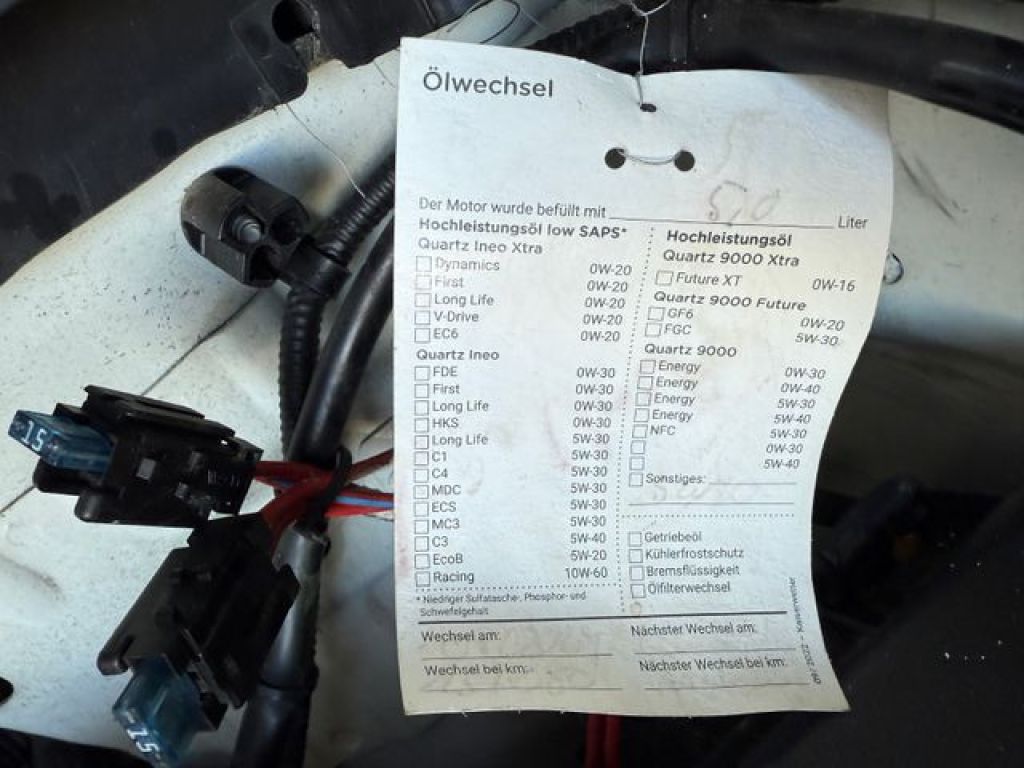 Ölwechsel
Der Motor wurde befüllt mit 5,0 Liter
Hochleistungsöl low SAPS*
Quartz Ineo Xtra
Dynamics 0W-20
First 0W-20
Long Life 0W-20
V-Drive 0W-20
EC6 0W-20
Quartz Ineo
FDE 0W-30
First 0W-30
Long Life 0W-30
HKS 0W-30
Long Life 5W-30
C1 5W-30
C4 5W-30
MDC 5W-30
ECS 5W-30
MC3 5W-30
C3 5W-40
EcoB 5W-20
Racing 10W-60
* Niedriger Sulfatasche-, Phosphor- und
Schwefelgehalt
Hochleistungsöl
Quartz 9000 Xtra
Future XT 0W-16
Quartz 9000 Future
GF6 0W-20
FGC 5W-30
Quartz 9000
Energy 0W-30
Energy 0W-40
Energy 5W-30
Energy 5W-40
NFC 5W-30
0W-30
5W-40
Sonstiges:
Getriebeöl
Kühlerfrostschutz
Bremsflüssigkeit
Ölfilterwechsel
Wechsel am:
Nächster Wechsel am:
Wechsel bei km:
Nächster Wechsel bei km:
09/2022 -
15
15